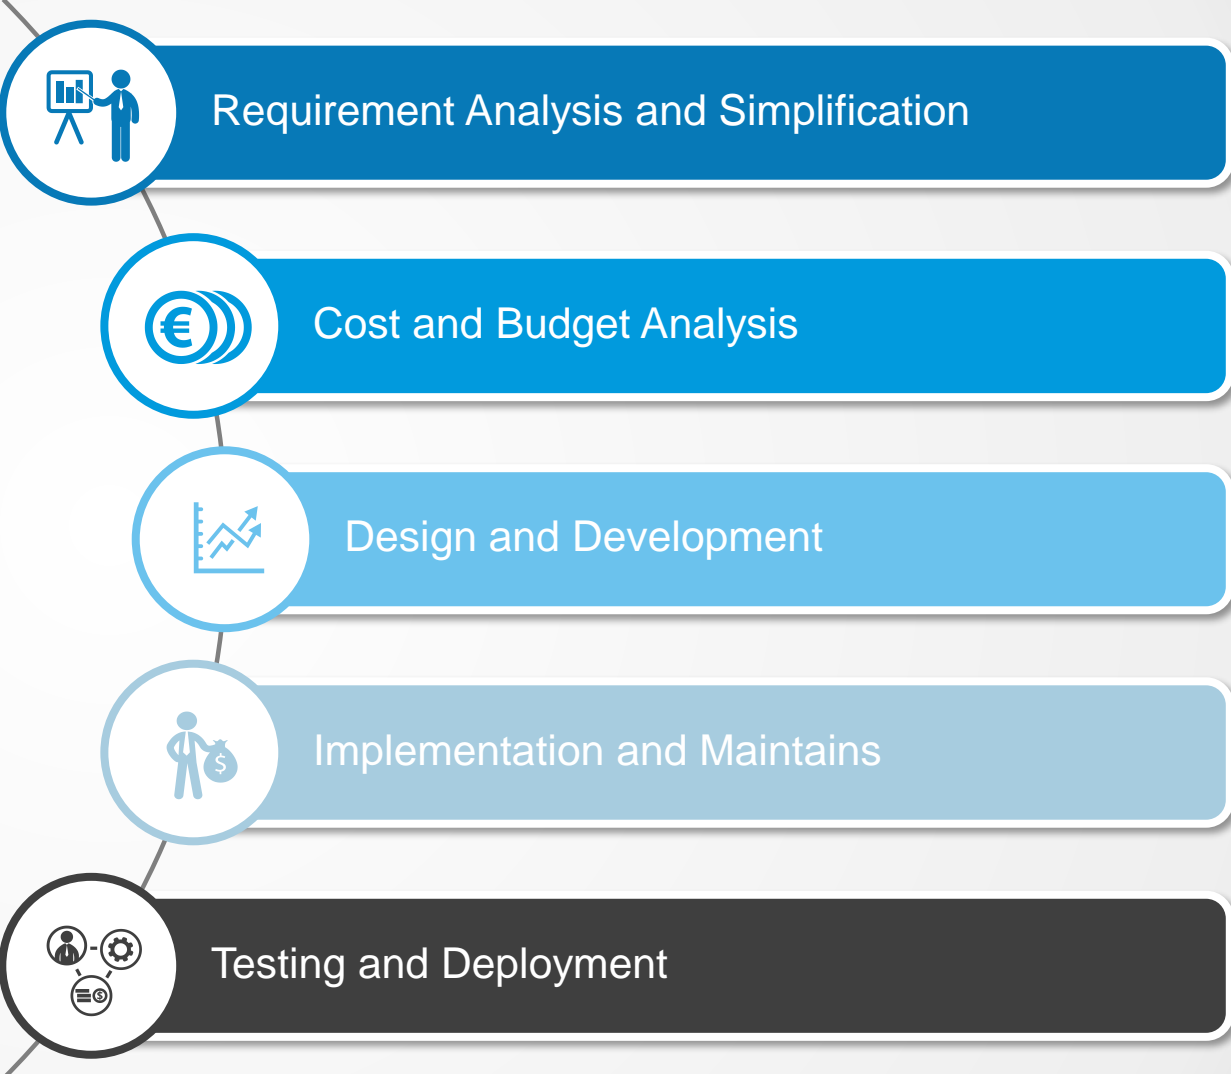 Requirement Analysis and Simplification
€
Cost and Budget Analysis
Design and Development
$
Implementation and Maintains
$
Testing and Deployment